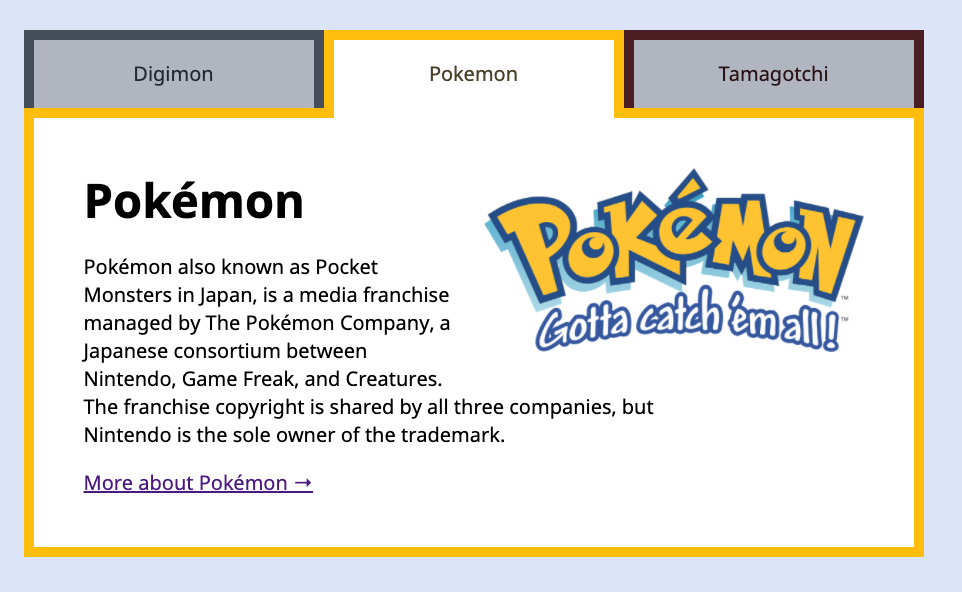 Digimon
Pokemon
Tamagotchi
Pokémon
POKéMON
™
Gotta catch 'em all!
™
Pokémon also known as Pocket
Monsters in Japan, is a media franchise
managed by The Pokémon Company, a
Japanese consortium between
Nintendo, Game Freak, and Creatures.
The franchise copyright is shared by all three companies, but
Nintendo is the sole owner of the trademark.
More about Pokémon →